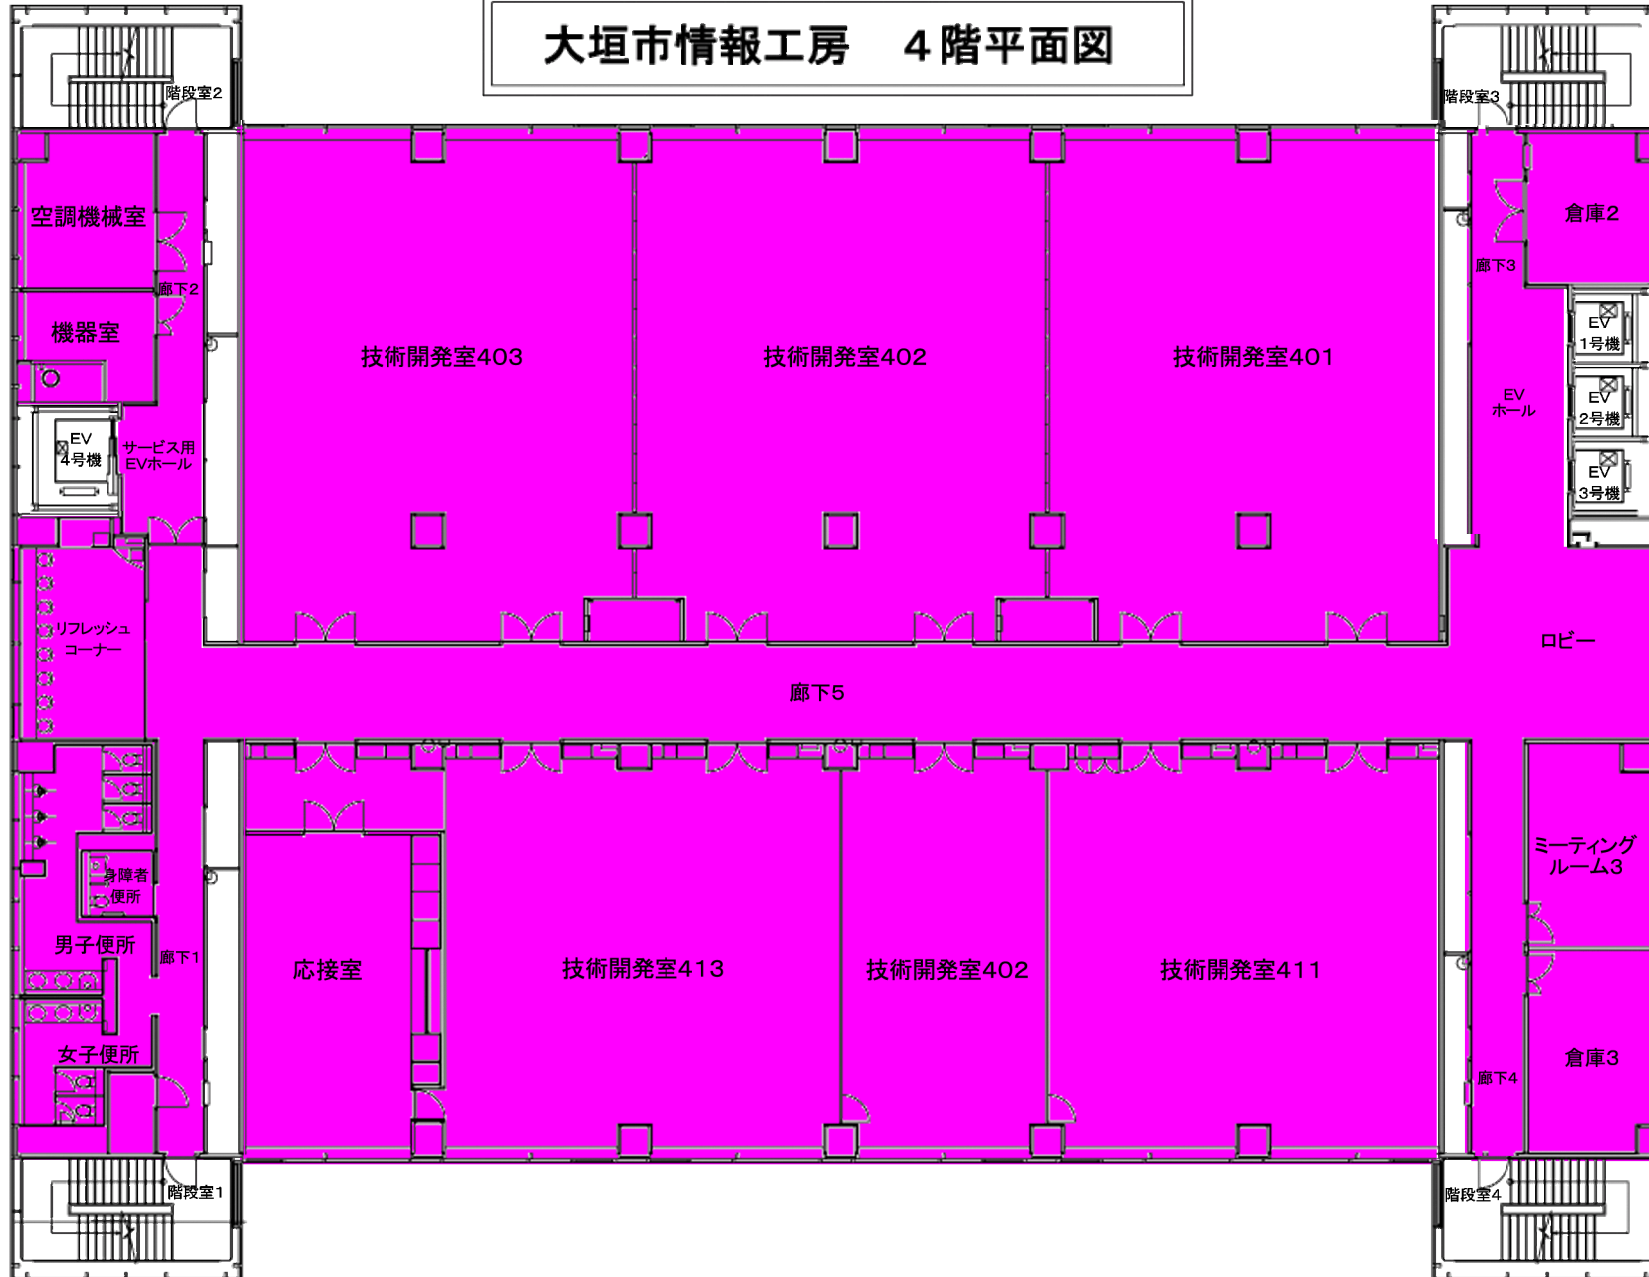 大垣市情報工房　４階平面図
階段室2
階段室3
空調機械室
廊下2
機器室
EV
4号機
サービス用
EVホール
技術開発室403
技術開発室402
技術開発室401
倉庫2
廊下3
EV
1号機
EV
2号機
EV
3号機
EV
ホール
リフレッシュ
コーナー
廊下5
ロビー
身障者
便所
男子便所
廊下1
女子便所
応接室
技術開発室413
技術開発室402
技術開発室411
ミーティング
ルーム3
廊下4
倉庫3
階段室1
階段室4